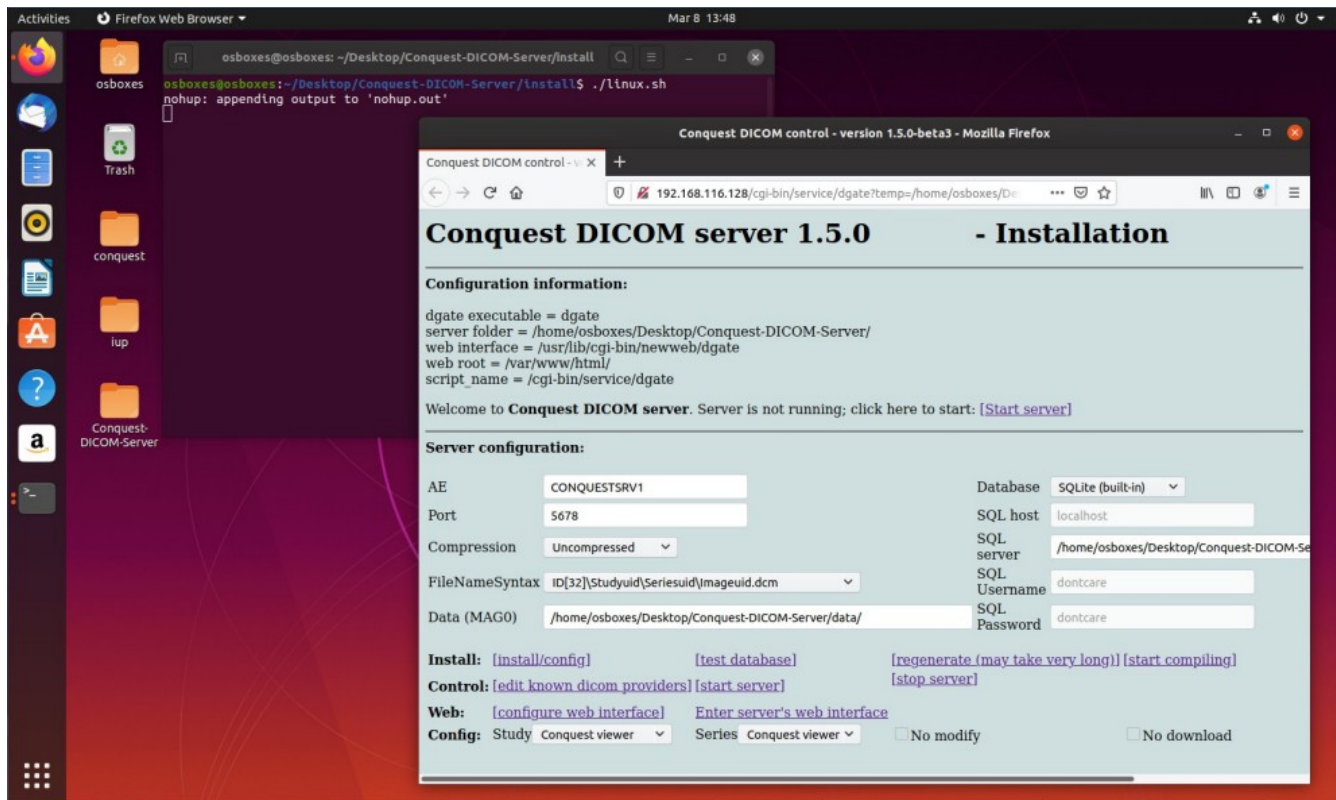 Activities
Firefox Web Browser
Mar 8 13:48
osboxes
Trash
conquest
iup
Conquest-
DICOM-Server
osboxes@osboxes: ~/Desktop/Conquest-DICOM-Server/install
osboxes@osboxes:~/Desktop/Conquest-DICOM-Server/install$ ./linux.sh
nohup: appending output to 'nohup.out'
Conquest DICOM control - version 1.5.0-beta3 - Mozilla Firefox
Conquest DICOM control - v
192.168.116.128/cgi-bin/service/dgate?temp=/home/osboxes/De
Conquest DICOM server 1.5.0 - Installation
Configuration information:
dgate executable = dgate
server folder = /home/osboxes/Desktop/Conquest-DICOM-Server/
web interface = /usr/lib/cgi-bin/newweb/dgate
web root = /var/www/html/
script_name = /cgi-bin/service/dgate
Welcome to Conquest DICOM server. Server is not running; click here to start: [Start server]
Server configuration:
AE CONQUESTSRV1 Database SQLite (built-in)
Port 5678 SQL host localhost
Compression Uncompressed SQL server /home/osboxes/Desktop/Conquest-DICOM-Se
FileNameSyntax ID[32]\Studyuid\Seriesuid\Imageuid.dcm SQL Username dontcare
Data (MAG0) /home/osboxes/Desktop/Conquest-DICOM-Server/data/ SQL Password dontcare
Install: [install/config] [test database] [regenerate (may take very long)] [start compiling]
Control: [edit known dicom providers] [start server] [stop server]
Web: [configure web interface] Enter server's web interface
Config: Study Conquest viewer Series Conquest viewer No modify No download